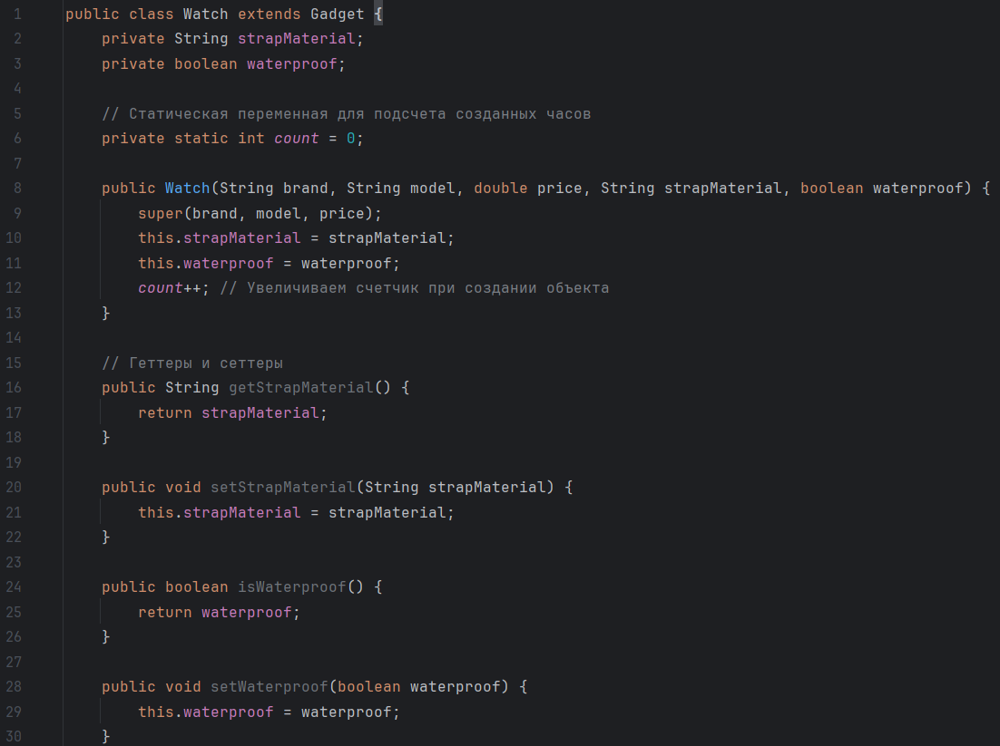 1 public class Watch extends Gadget {
2     private String strapMaterial;
3     private boolean waterproof;
4
5     // Статическая переменная для подсчета созданных часов
6     private static int count = 0;
7
8     public Watch(String brand, String model, double price, String strapMaterial, boolean waterproof) {
9         super(brand, model, price);
10         this.strapMaterial = strapMaterial;
11         this.waterproof = waterproof;
12         count++; // Увеличиваем счетчик при создании объекта
13     }
14
15     // Геттеры и сеттеры
16     public String getStrapMaterial() {
17         return strapMaterial;
18     }
19
20     public void setStrapMaterial(String strapMaterial) {
21         this.strapMaterial = strapMaterial;
22     }
23
24     public boolean isWaterproof() {
25         return waterproof;
26     }
27
28     public void setWaterproof(boolean waterproof) {
29         this.waterproof = waterproof;
30     }